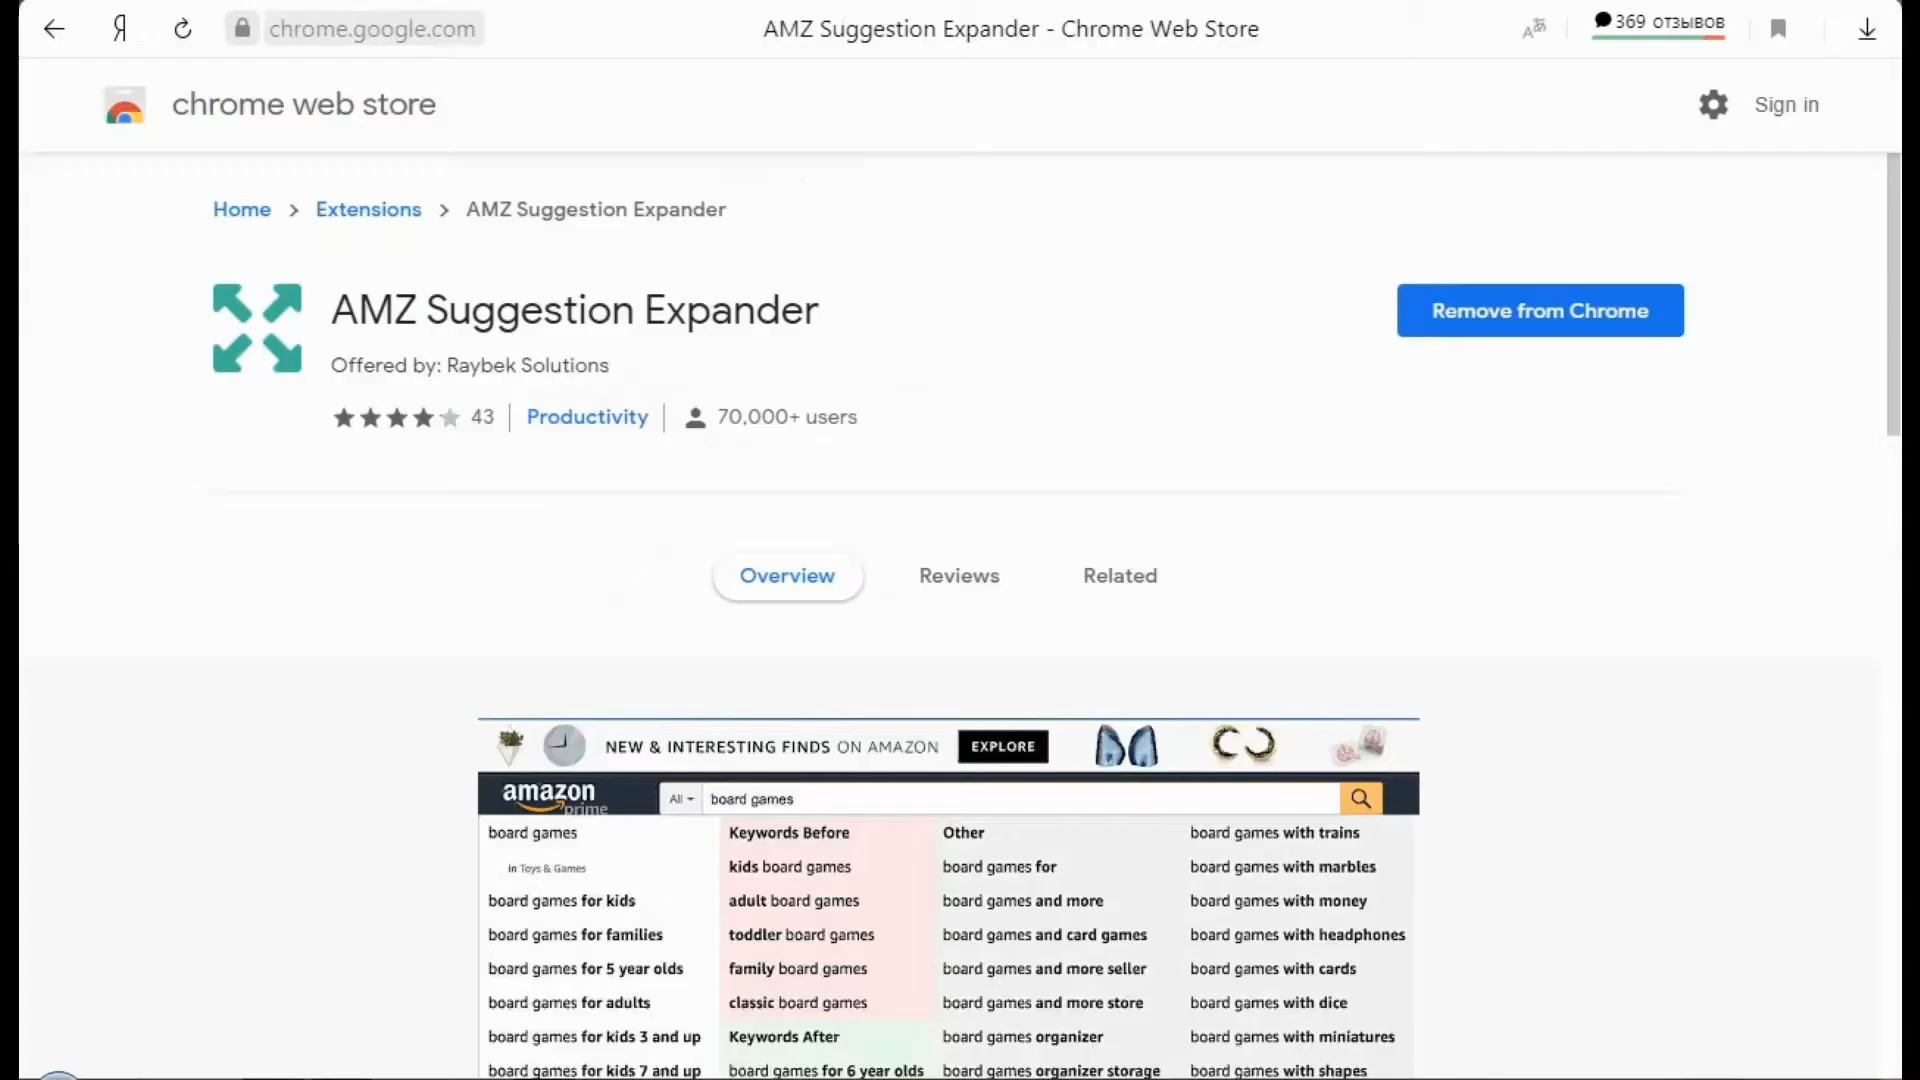 Я
chrome.google.com
AMZ Suggestion Expander - Chrome Web Store
369 отзывов
chrome web store
Sign in
Home > Extensions > AMZ Suggestion Expander
AMZ Suggestion Expander
Remove from Chrome
Offered by: Raybek Solutions
43
Productivity
70,000+ users
Overview
Reviews
Related
NEW & INTERESTING FINDS ON AMAZON
EXPLORE
amazon
prime
All
board games
board games
in Toys & Games
board games for kids
board games for families
board games for 5 year olds
board games for adults
board games for kids 3 and up
board games for kids 7 and up
Keywords Before
kids board games
adult board games
toddler board games
family board games
classic board games
Keywords After
board games for 6 year olds
Other
board games for
board games and more
board games and card games
board games and more seller
board games and more store
board games organizer
board games organizer storage
board games with trains
board games with marbles
board games with money
board games with headphones
board games with cards
board games with dice
board games with miniatures
board games with shapes